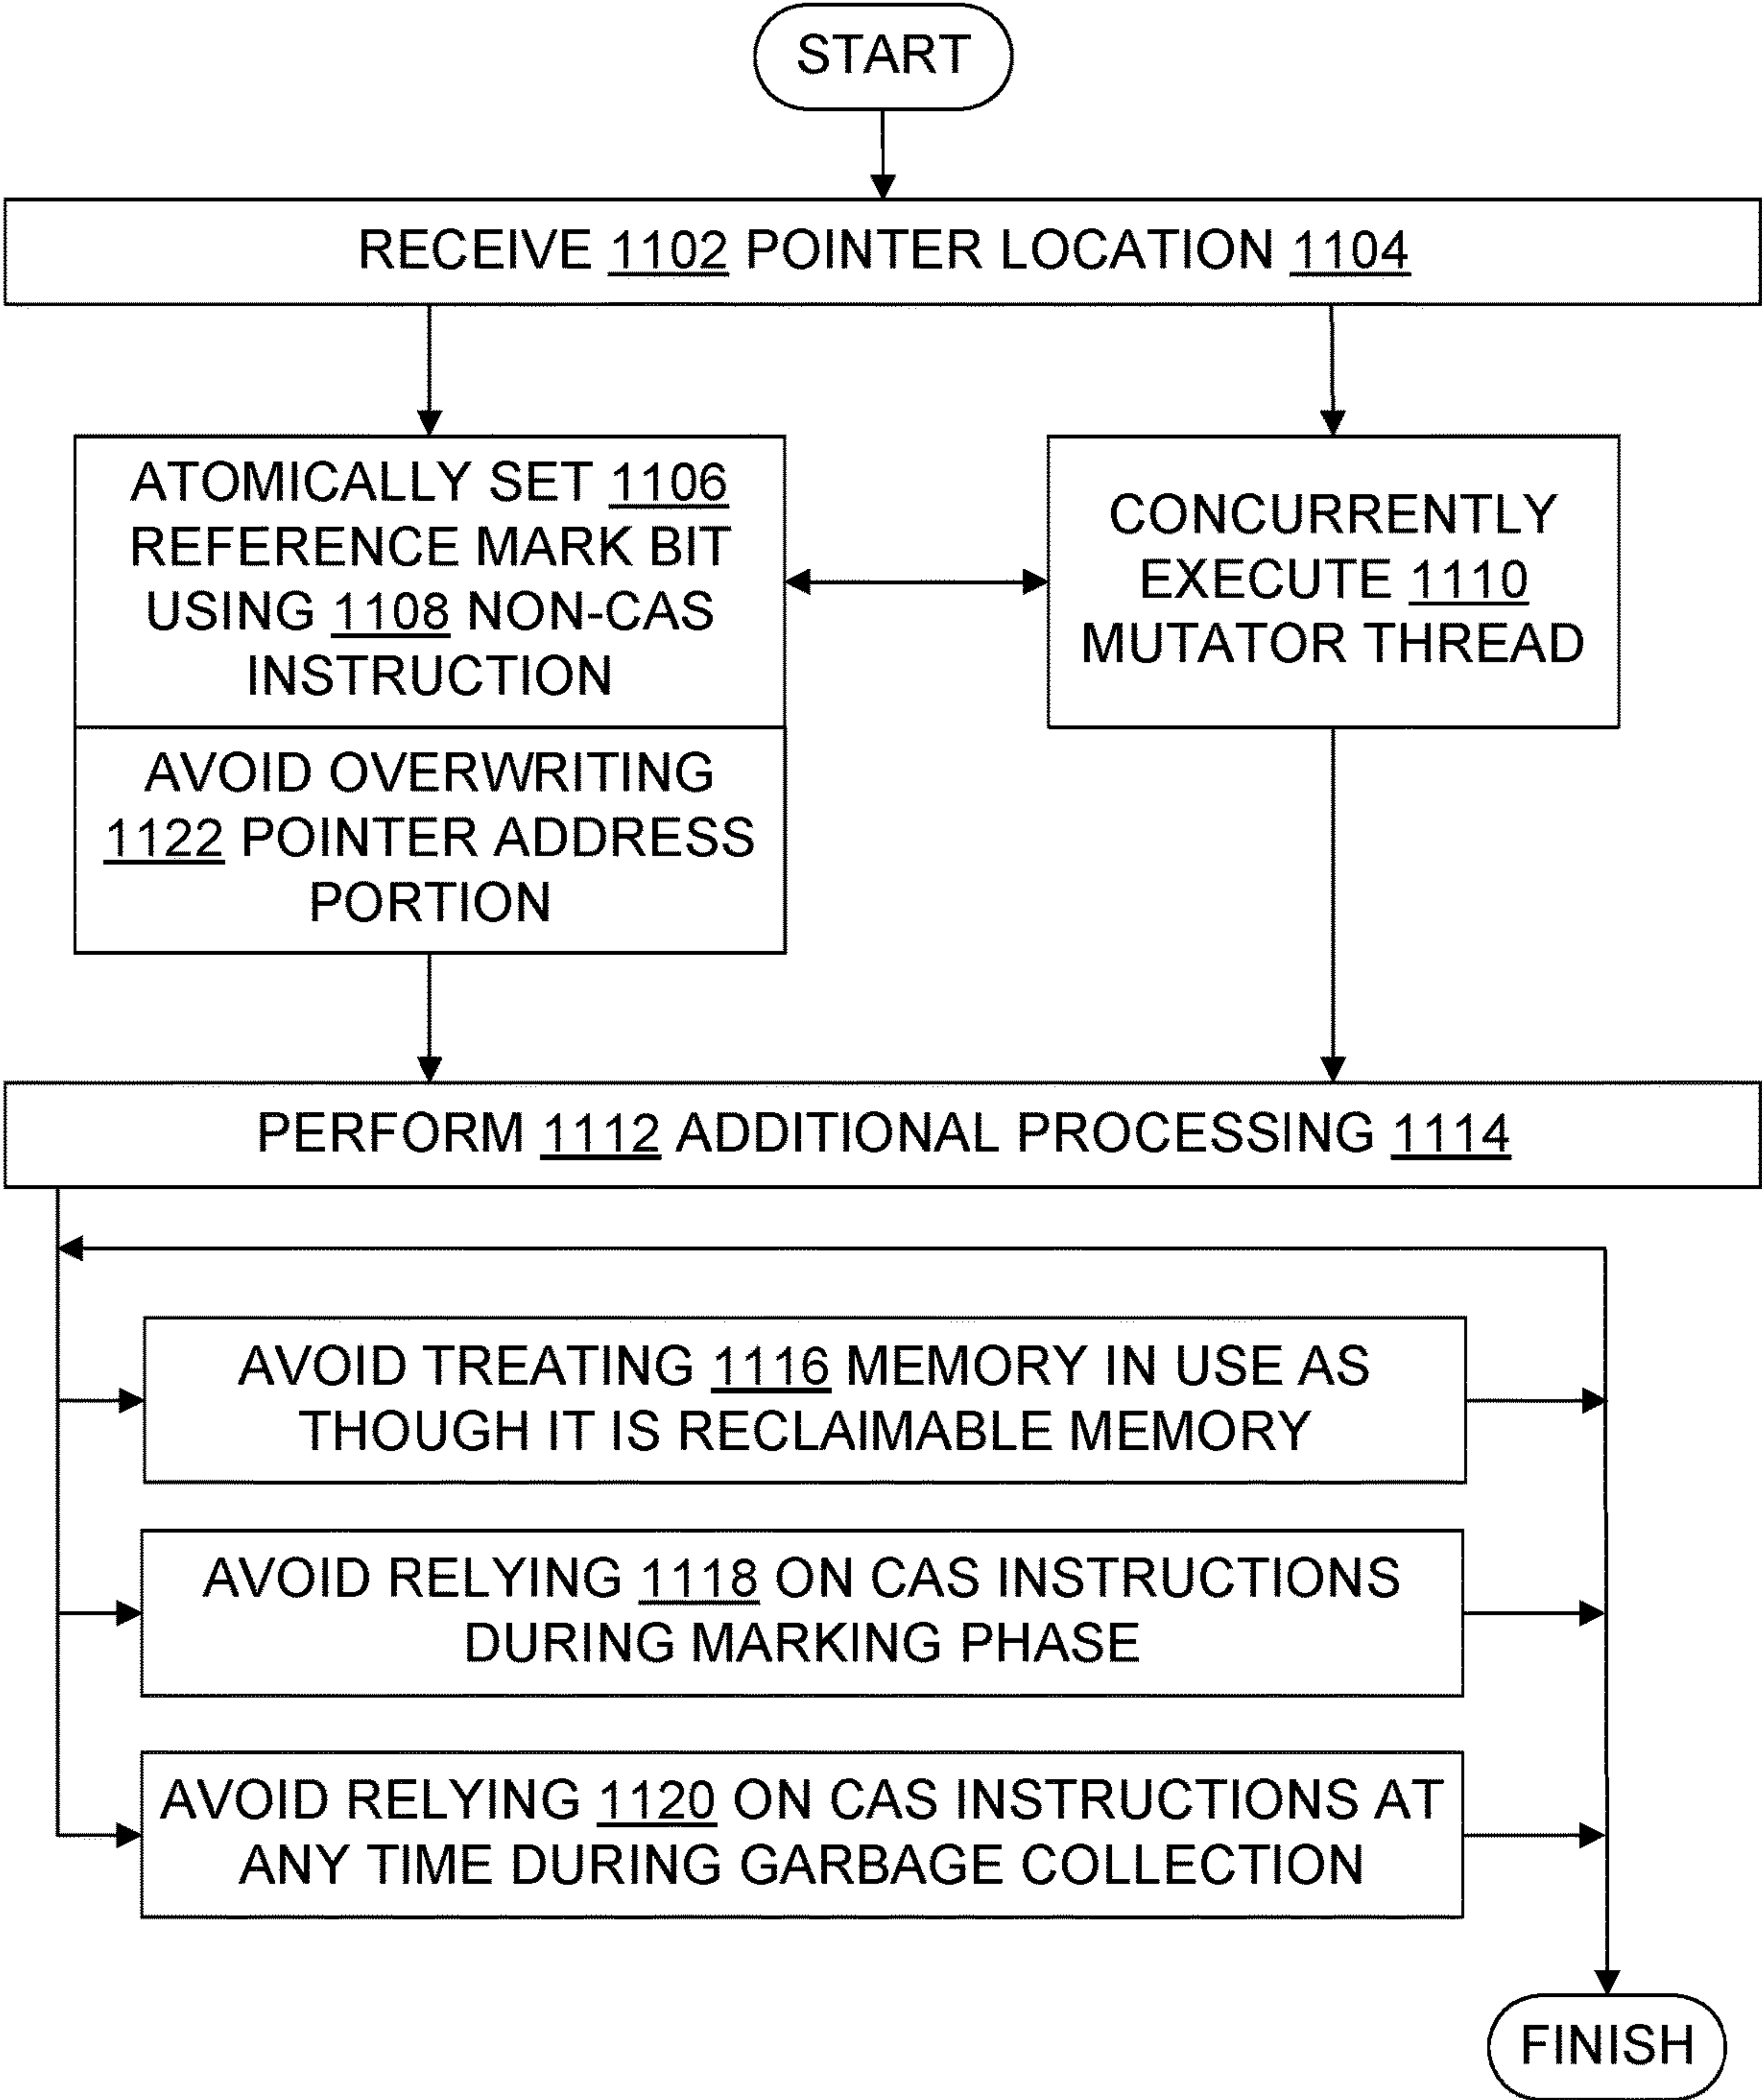 START
RECEIVE 1102 POINTER LOCATION 1104
ATOMICALLY SET 1106
REFERENCE MARK BIT
USING 1108 NON-CAS
INSTRUCTION
CONCURRENTLY
EXECUTE 1110
MUTATOR THREAD
AVOID OVERWRITING
1122 POINTER ADDRESS
PORTION
PERFORM 1112 ADDITIONAL PROCESSING 1114
AVOID TREATING 1116 MEMORY IN USE AS
THOUGH IT IS RECLAIMABLE MEMORY
AVOID RELYING 1118 ON CAS INSTRUCTIONS
DURING MARKING PHASE
AVOID RELYING 1120 ON CAS INSTRUCTIONS AT
ANY TIME DURING GARBAGE COLLECTION
FINISH